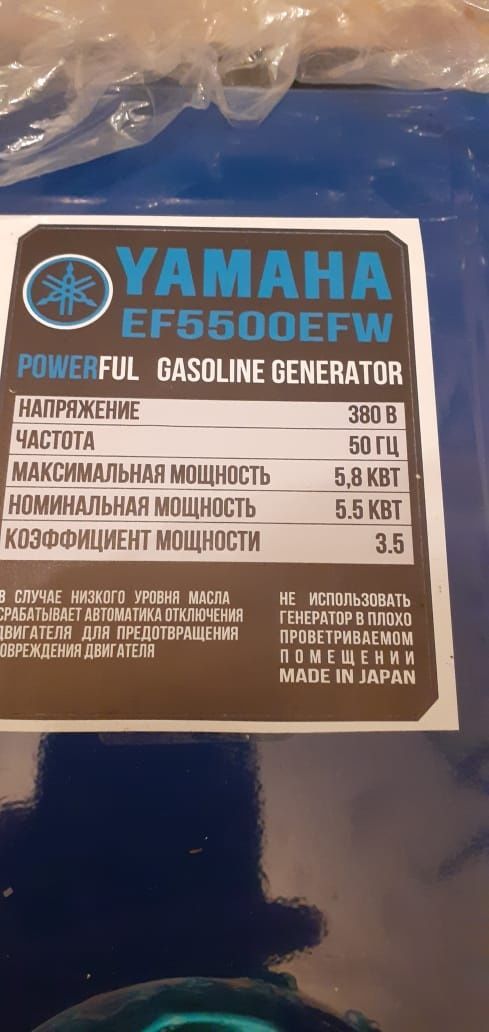 YAMAHA
EF5500EFW
POWERFUL GASOLINE GENERATOR
НАПРЯЖЕНИЕ 380 В
ЧАСТОТА 50 ГЦ
МАКСИМАЛЬНАЯ МОЩНОСТЬ 5,8 КВТ
НОМИНАЛЬНАЯ МОЩНОСТЬ 5.5 КВТ
КОЭФФИЦИЕНТ МОЩНОСТИ 3.5
В СЛУЧАЕ НИЗКОГО УРОВНЯ МАСЛА
СРАБАТЫВАЕТ АВТОМАТИКА ОТКЛЮЧЕНИЯ
ДВИГАТЕЛЯ ДЛЯ ПРЕДОТВРАЩЕНИЯ
ОВРЕЖДЕНИЯ ДВИГАТЕЛЯ
НЕ ИСПОЛЬЗОВАТЬ
ГЕНЕРАТОР В ПЛОХО
ПРОВЕТРИВАЕМОМ
ПОМЕЩЕНИИ
MADE IN JAPAN